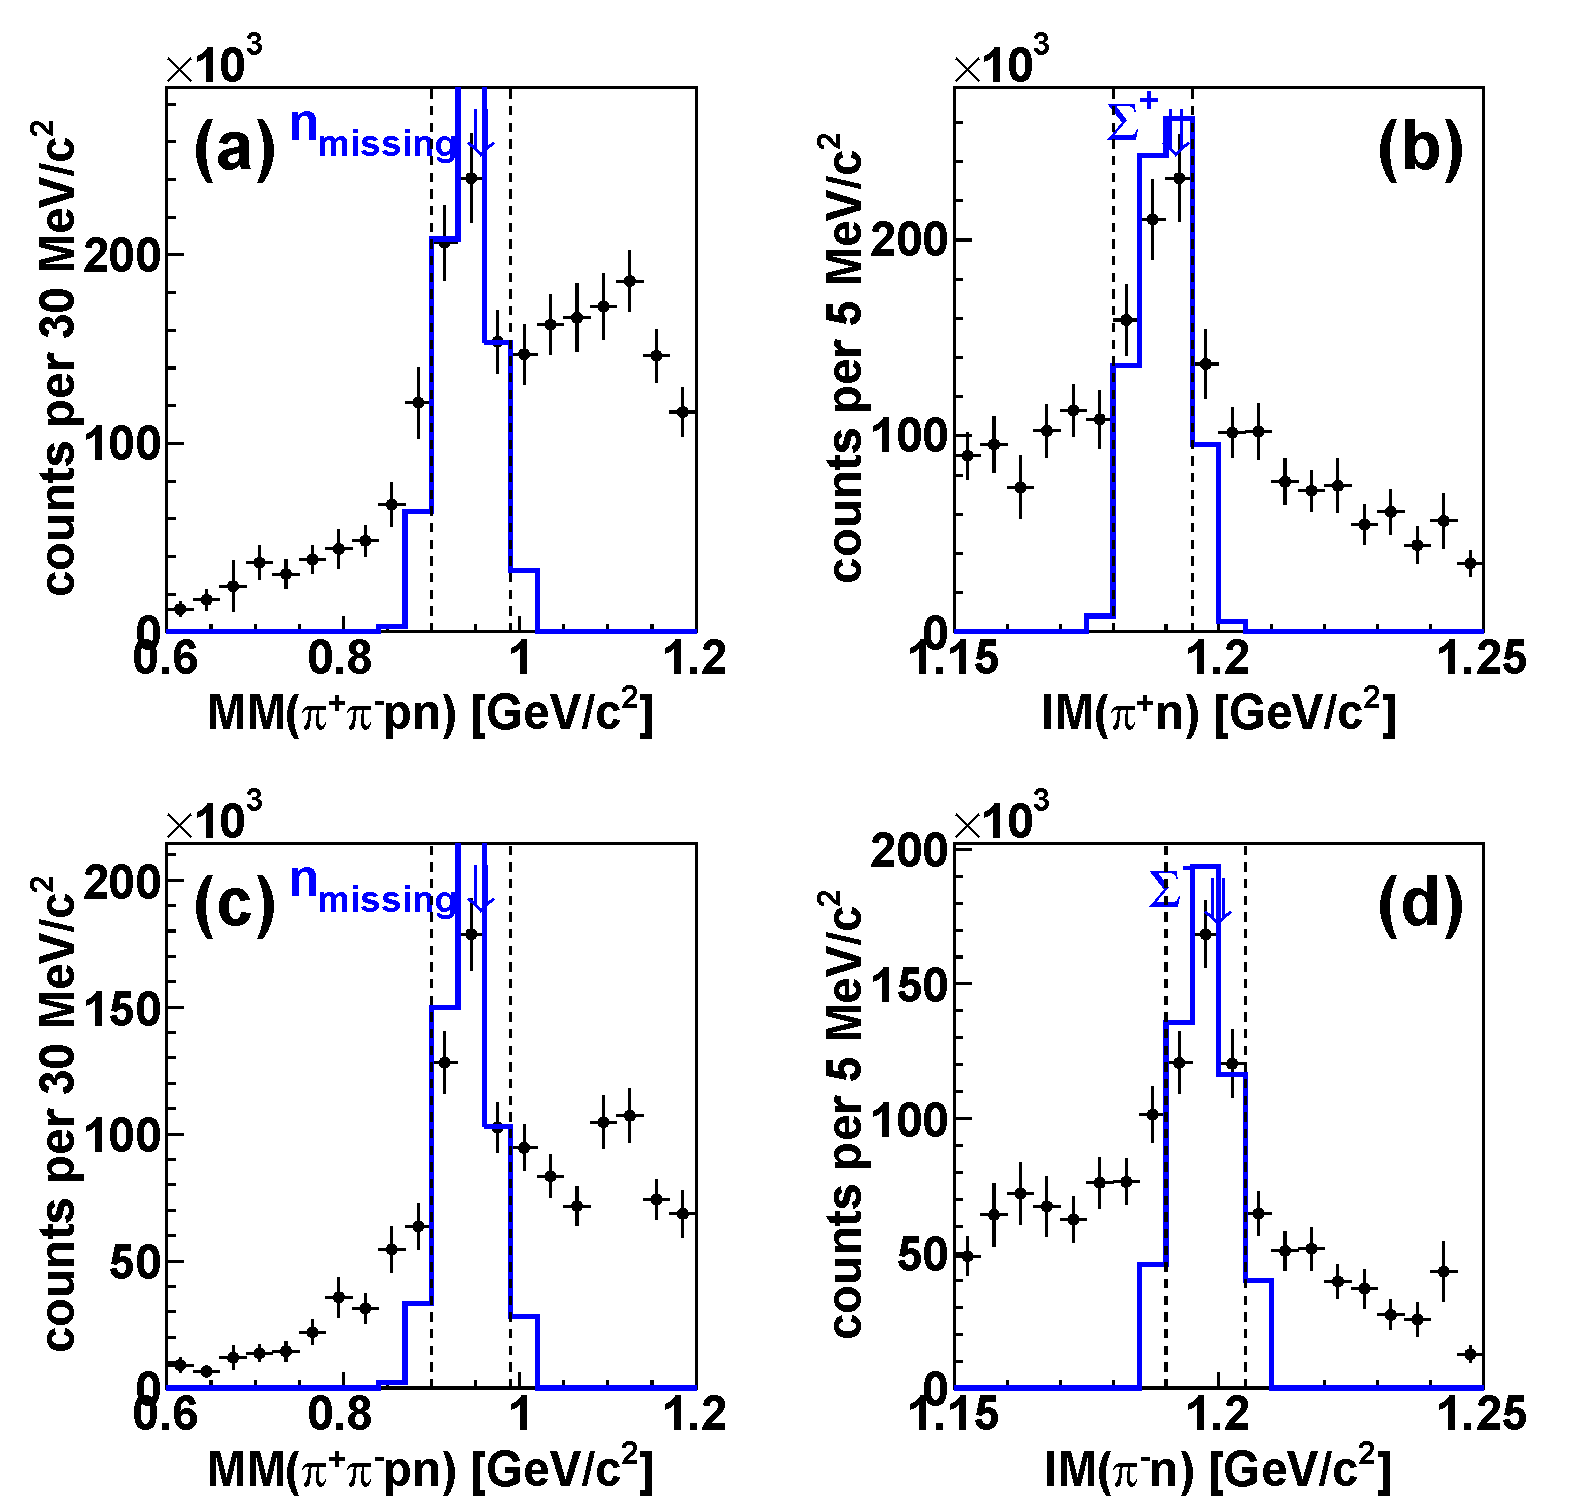 ×10³
(a) n_missing
counts per 30 MeV/c²
200
100
0
0.6 0.8 1 1.2
MM(π⁺π⁻pn) [GeV/c²]
×10³
Σ⁺ (b)
counts per 5 MeV/c²
200
100
0
1.15 1.2 1.25
IM(π⁺n) [GeV/c²]
×10³
(c) n_missing
counts per 30 MeV/c²
200
150
100
50
0
0.6 0.8 1 1.2
MM(π⁺π⁻pn) [GeV/c²]
×10³
Σ⁻ (d)
counts per 5 MeV/c²
200
150
100
50
0
1.15 1.2 1.25
IM(π⁻n) [GeV/c²]